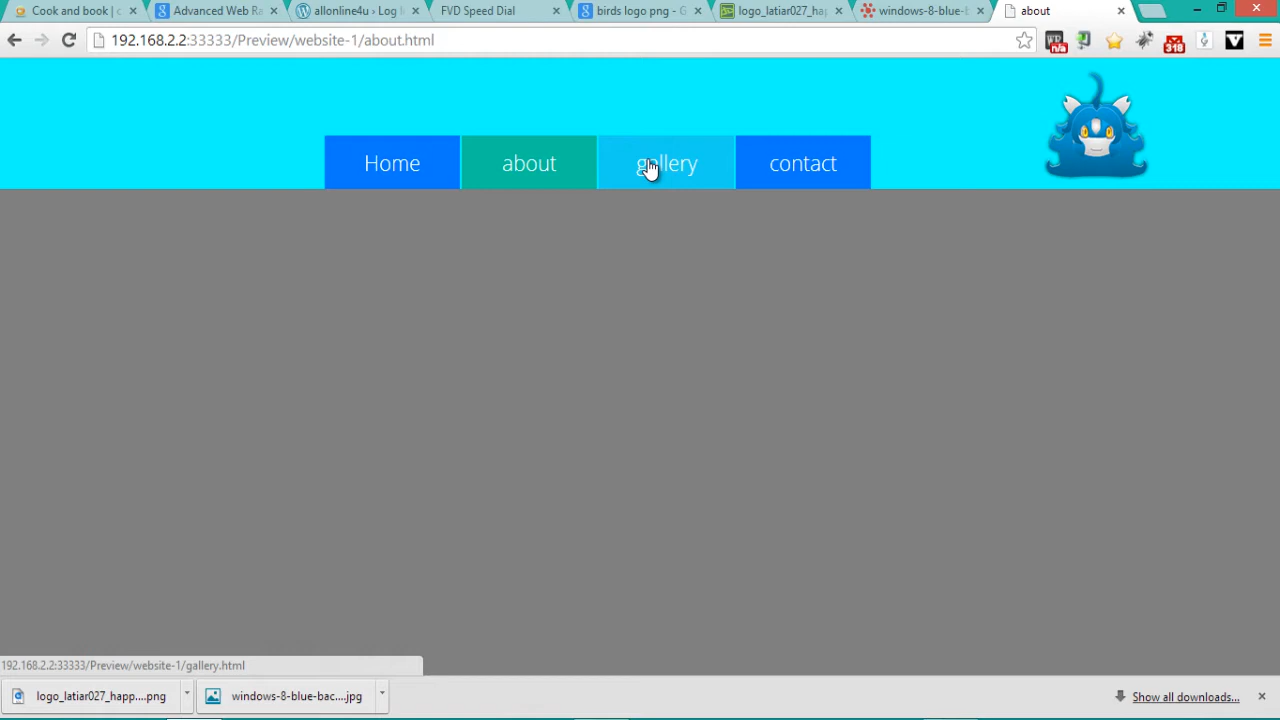 Cook and book | c
Advanced Web Ra
allonline4u › Log I
FVD Speed Dial
birds logo png - G
logo_latiar027_ha
windows-8-blue-b
about
192.168.2.2:33333/Preview/website-1/about.html
n/a
318
Home
about
gallery
contact
192.168.2.2:33333/Preview/website-1/gallery.html
logo_latiar027_happ....png
windows-8-blue-bac....jpg
Show all downloads...